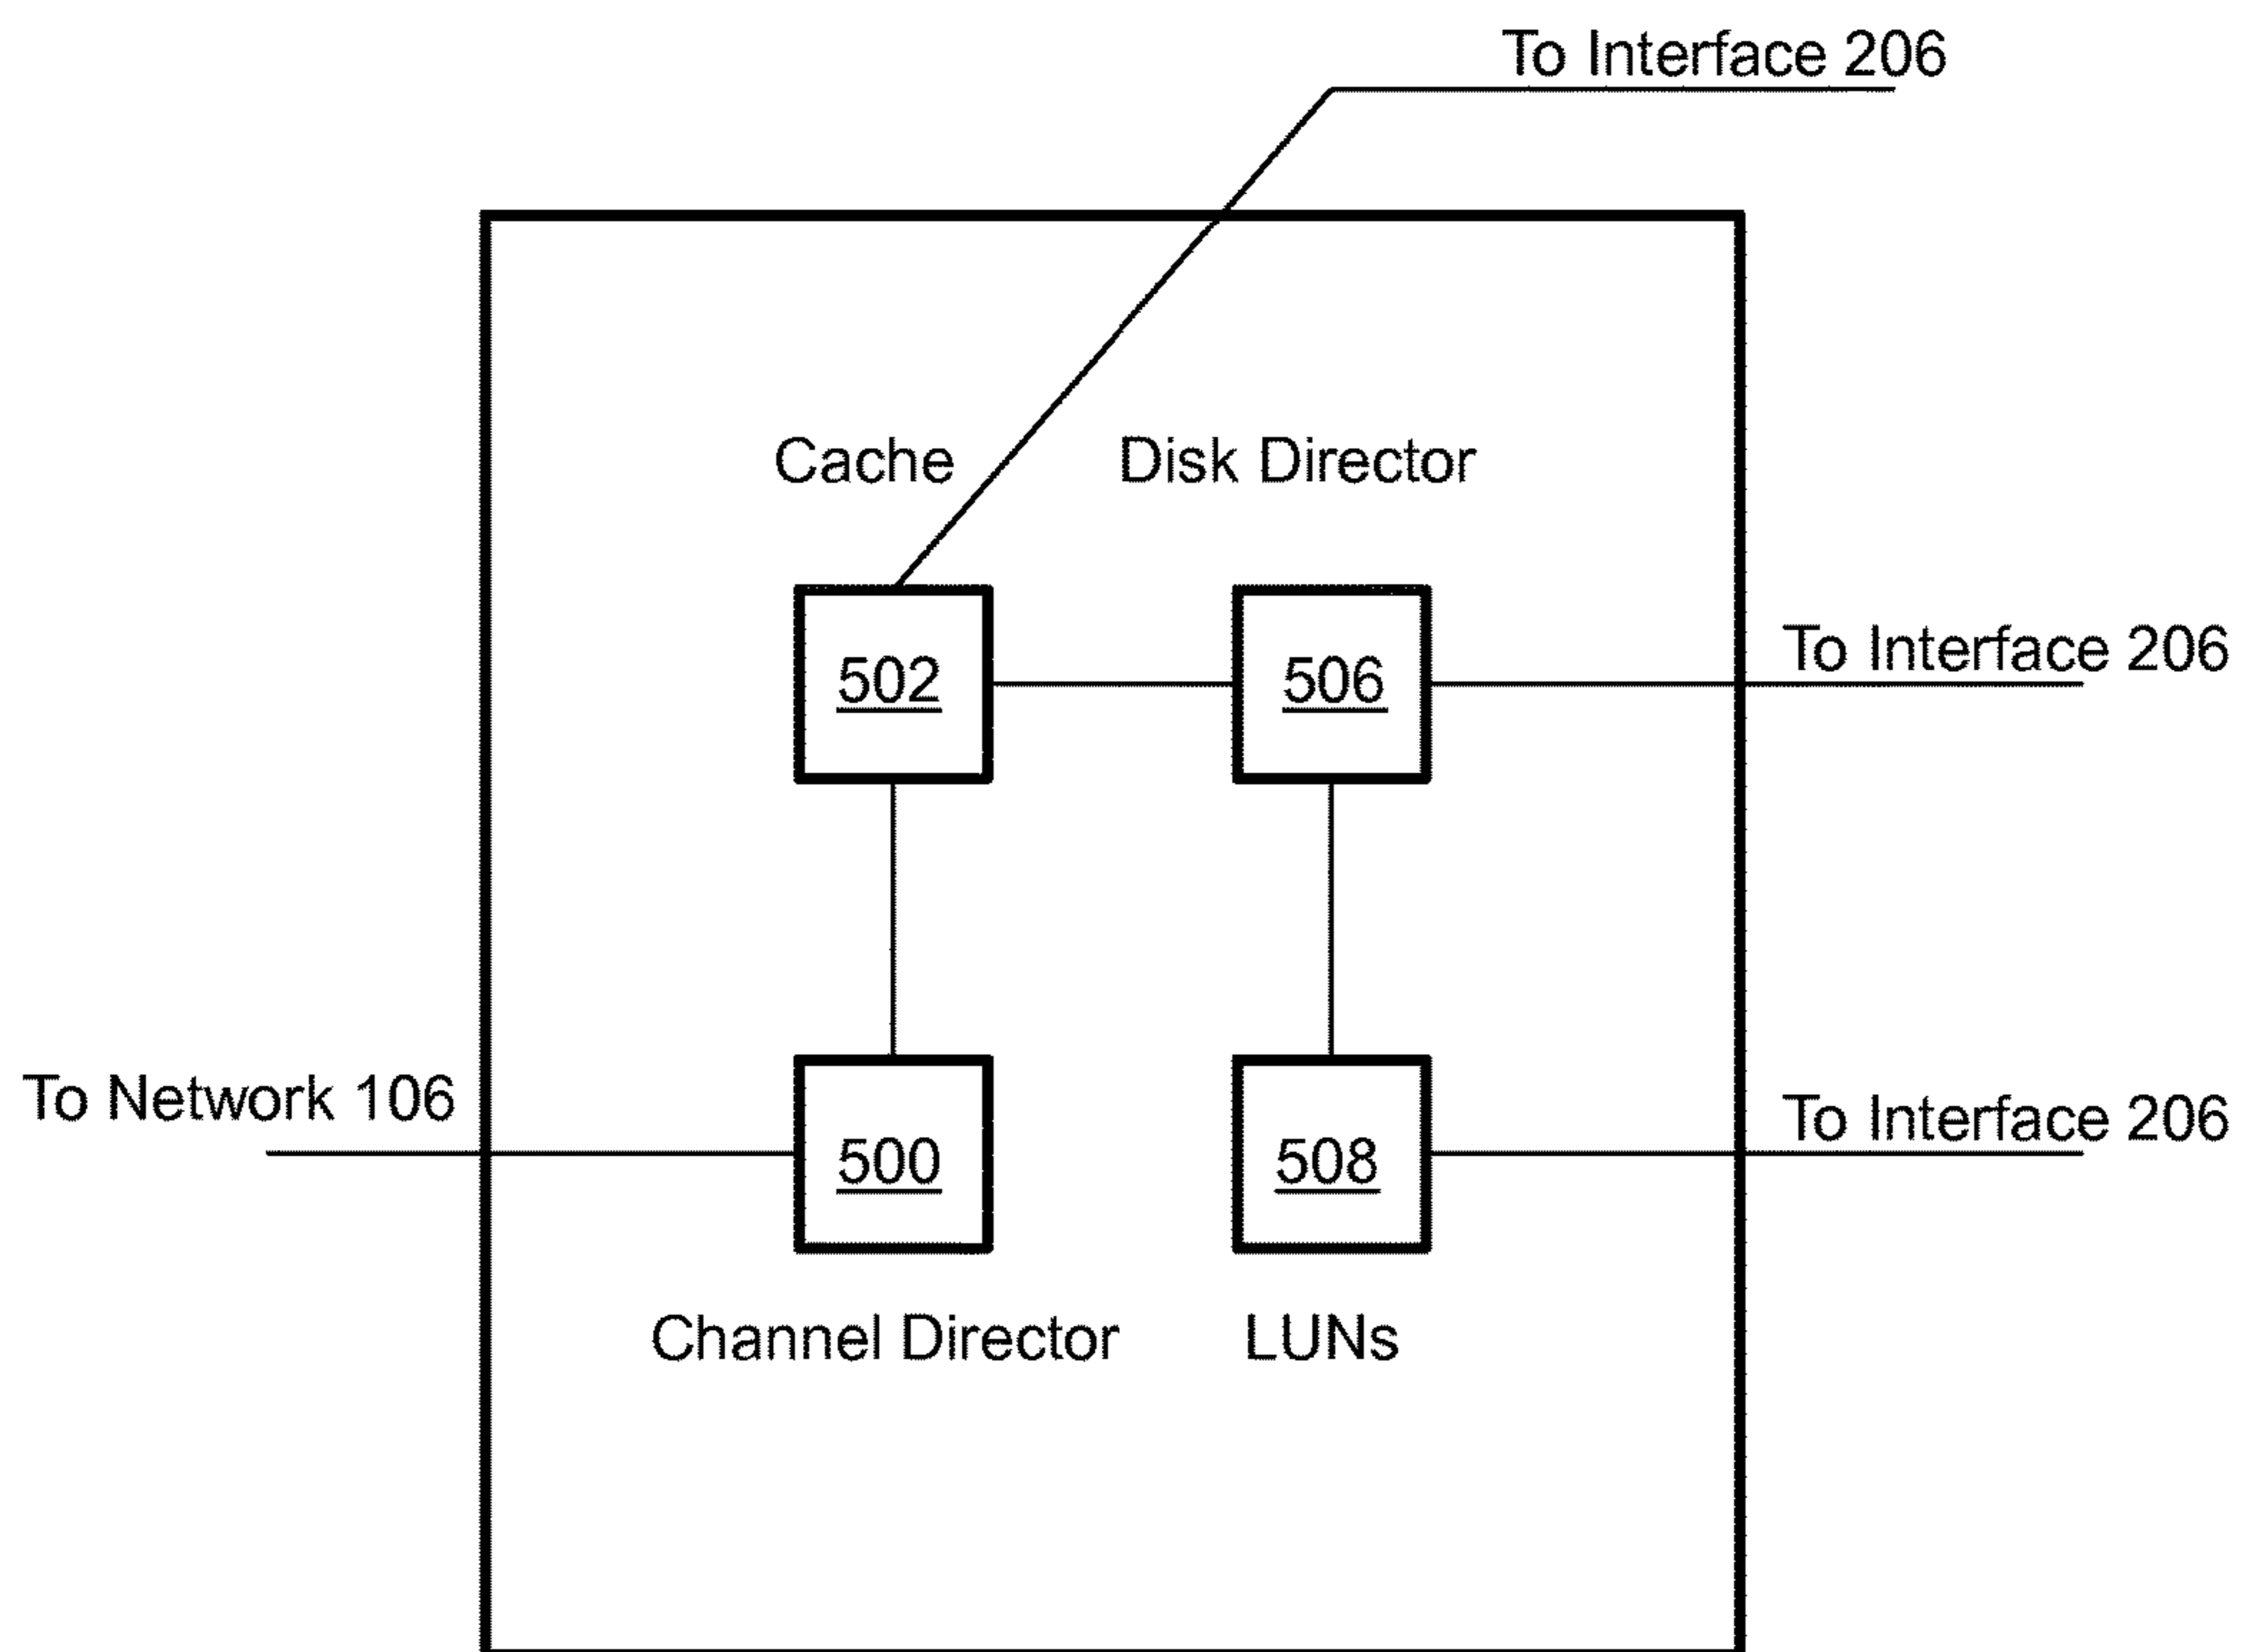 To Interface 206
Cache
Disk Director
502
506
To Interface 206
To Network 106
500
508
To Interface 206
Channel Director
LUNs